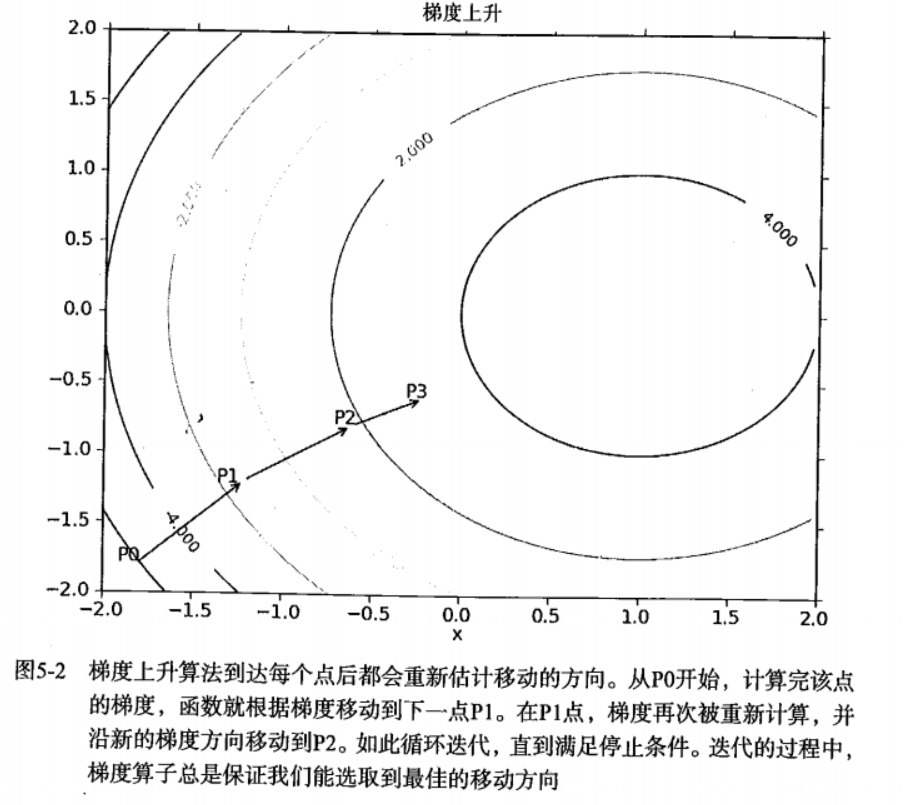 梯度上升
2.0
1.5
1.0
0.5
0.0
−0.5
−1.0
−1.5
−2.0
2.000
4.000
-2.000
P3
P2
P1
P0
-4.000
−2.0 −1.5 −1.0 −0.5 0.0 0.5 1.0 1.5 2.0
x
图5-2 梯度上升算法到达每个点后都会重新估计移动的方向。从P0开始，计算完该点
的梯度，函数就根据梯度移动到下一点P1。在P1点，梯度再次被重新计算，并
沿新的梯度方向移动到P2。如此循环迭代，直到满足停止条件。迭代的过程中，
梯度算子总是保证我们能选取到最佳的移动方向